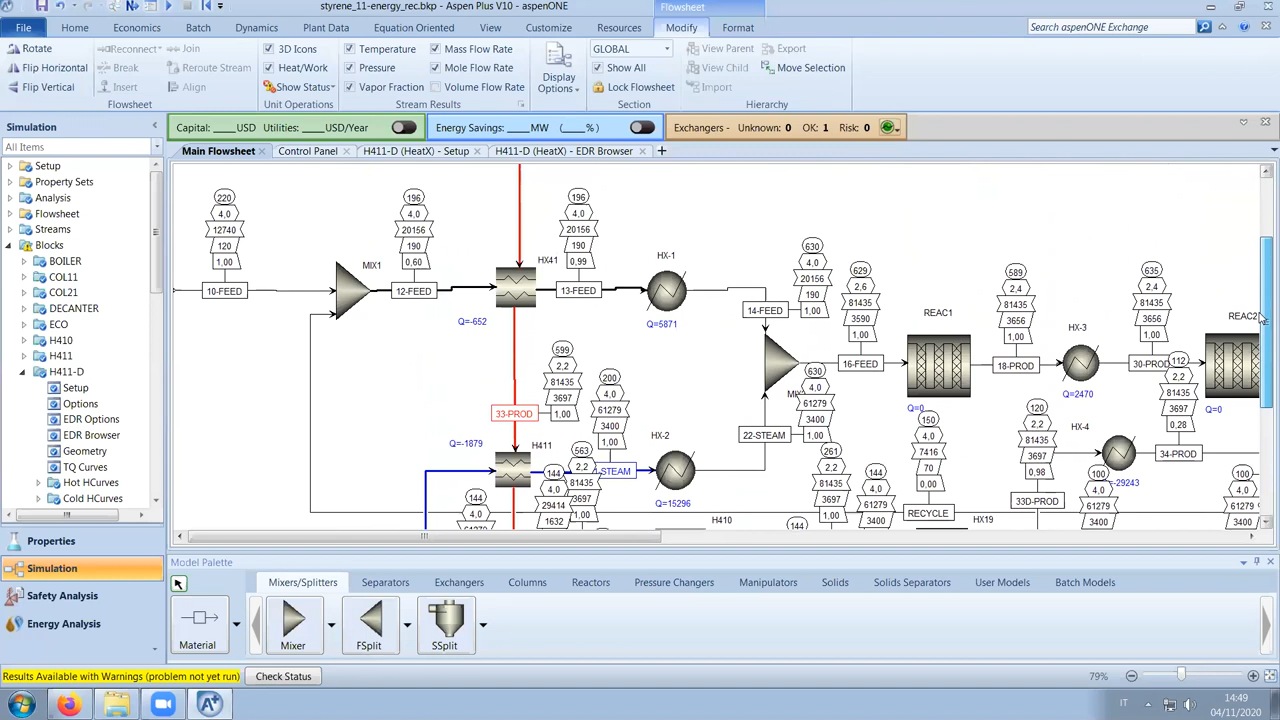 styrene_11-energy_rec.bkp - Aspen Plus V10 - aspenONE
Flowsheet
File Home Economics Batch Dynamics Plant Data Equation Oriented View Customize Resources Modify Format
Search aspenONE Exchange
Rotate
Flip Horizontal
Flip Vertical
Reconnect Join
Break Reroute Stream
Insert Align
Flowsheet
3D Icons
Heat/Work
Show Status
Unit Operations
Temperature Mass Flow Rate
Pressure Mole Flow Rate
Vapor Fraction Volume Flow Rate
Stream Results
Display Options
GLOBAL
Show All
Lock Flowsheet
Section
View Parent Export
View Child Move Selection
Import
Hierarchy
Simulation
All Items
Capital: ____USD Utilities: ____USD/Year
Energy Savings: ____MW (____%)
Exchangers - Unknown: 0 OK: 1 Risk: 0
Main Flowsheet Control Panel H411-D (HeatX) - Setup H411-D (HeatX) - EDR Browser +
Setup
Property Sets
Analysis
Flowsheet
Streams
Blocks
BOILER
COL11
COL21
DECANTER
ECO
H410
H411
H411-D
Setup
Options
EDR Options
EDR Browser
Geometry
TQ Curves
Hot HCurves
Cold HCurves
Properties
Simulation
Safety Analysis
Energy Analysis
220
4,0
12740
120
1,00
10-FEED
MIX1
196
4,0
20156
190
0,60
12-FEED
HX41
Q=-652
196
4,0
20156
190
0,99
13-FEED
HX-1
Q=5871
630
4,0
20156
190
1,00
14-FEED
629
2,6
81435
3590
1,00
16-FEED
REAC1
Q=0
589
2,4
81435
3656
1,00
18-PROD
HX-3
Q=2470
635
2,4
81435
3656
1,00
REAC2
Q=0
599
2,2
81435
3697
1,00
33-PROD
Q=-1879
H411
200
4,0
61279
3400
1,00
STEAM
HX-2
Q=15296
630
4,0
61279
3400
1,00
22-STEAM
112
2,2
81435
3697
0,28
34-PROD
HX-4
-29243
120
2,2
81435
3697
0,98
33D-PROD
150
4,0
7416
70
0,00
RECYCLE
HX19
H410
144
4,0
61279
144
4,0
29414
1632
563
2,2
81435
3697
1,00
261
2,2
81435
3697
1,00
144
4,0
61279
3400
144
100
4,0
61279
3400
100
4,0
61279
3400
Model Palette
Mixers/Splitters Separators Exchangers Columns Reactors Pressure Changers Manipulators Solids Solids Separators User Models Batch Models
Material Mixer FSplit SSplit
Results Available with Warnings (problem not yet run) Check Status
79%
IT
14:49
04/11/2020